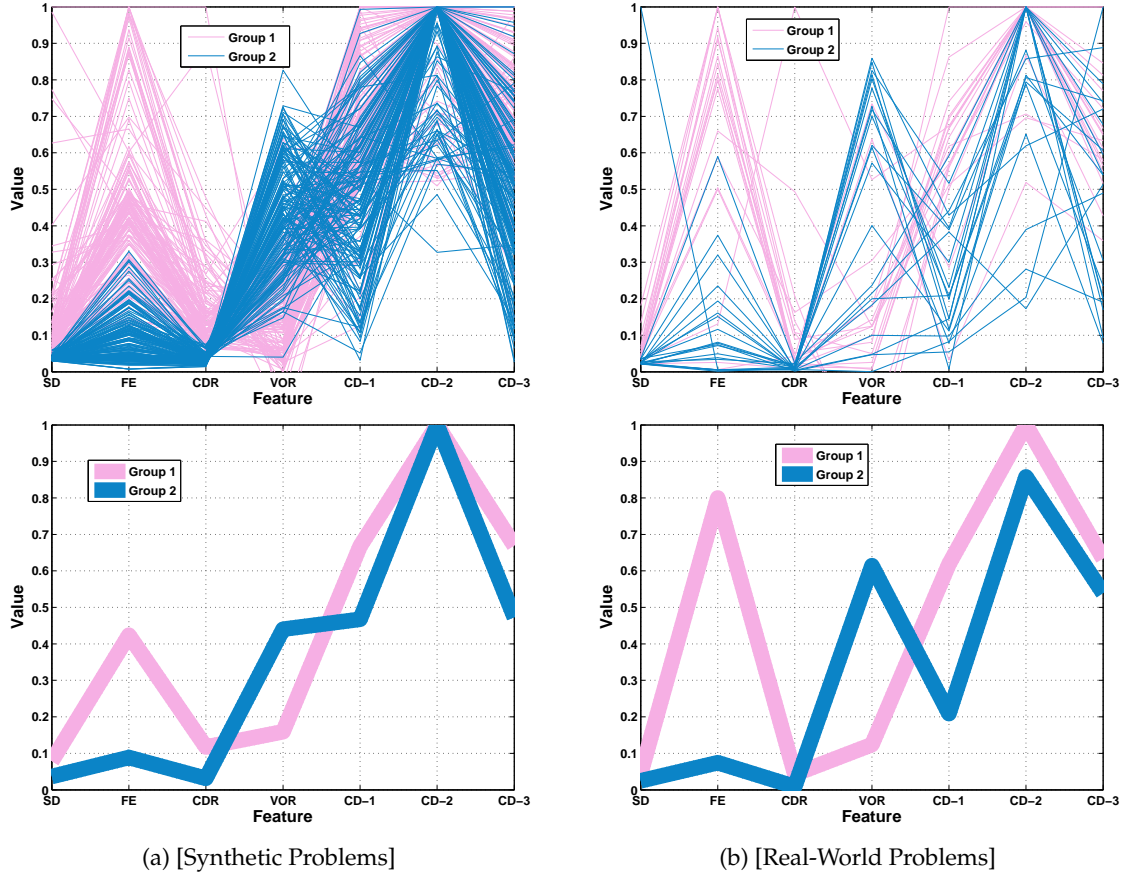 1
0.9
0.8
0.7
0.6
0.5
0.4
0.3
0.2
0.1
0
Value
Group 1
Group 2
SD FE CDR VOR CD-1 CD-2 CD-3
Feature
1
0.9
0.8
0.7
0.6
0.5
0.4
0.3
0.2
0.1
0
Value
Group 1
Group 2
SD FE CDR VOR CD-1 CD-2 CD-3
Feature
1
0.9
0.8
0.7
0.6
0.5
0.4
0.3
0.2
0.1
0
Value
Group 1
Group 2
SD FE CDR VOR CD-1 CD-2 CD-3
Feature
1
0.9
0.8
0.7
0.6
0.5
0.4
0.3
0.2
0.1
0
Value
Group 1
Group 2
SD FE CDR VOR CD-1 CD-2 CD-3
Feature
(a) [Synthetic Problems]
(b) [Real-World Problems]